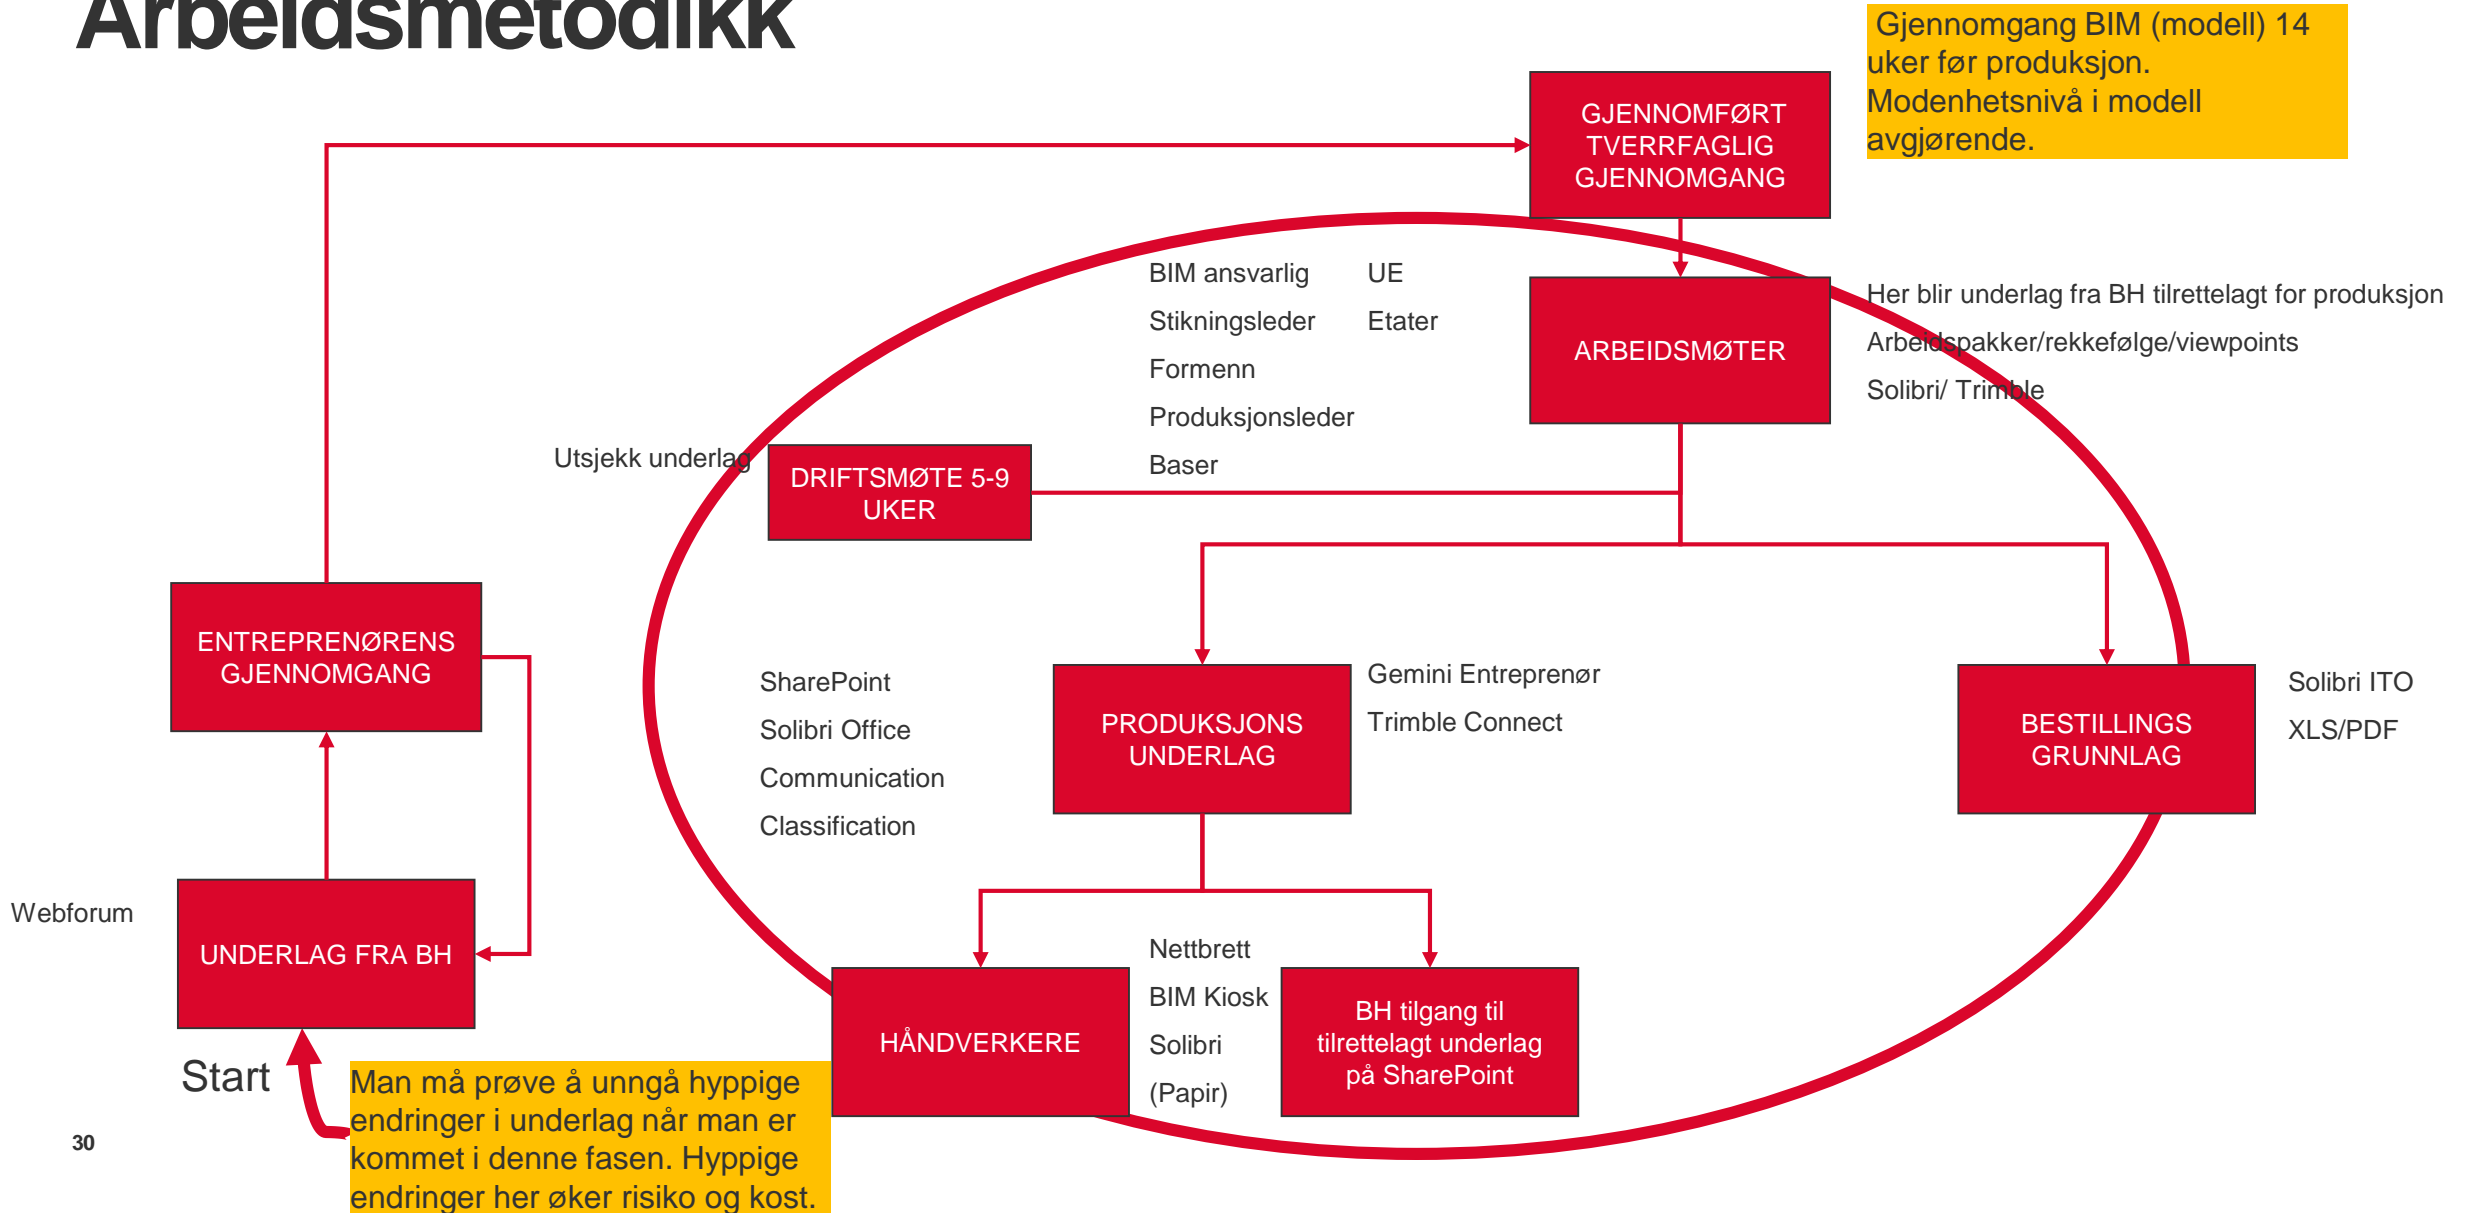 Arbeidsmetodikk
Gjennomgang BIM (modell) 14
uker før produksjon.
Modenhetsnivå i modell
avgjørende.
GJENNOMFØRT
TVERRFAGLIG
GJENNOMGANG
BIM ansvarlig
Stikningsleder
Formenn
Produksjonsleder
Baser
UE
Etater
ARBEIDSMØTER
Her blir underlag fra BH tilrettelagt for produksjon
Arbeidspakker/rekkefølge/viewpoints
Solibri/ Trimble
Utsjekk underlag
DRIFTSMØTE 5-9
UKER
ENTREPRENØRENS
GJENNOMGANG
SharePoint
Solibri Office
Communication
Classification
PRODUKSJONS
UNDERLAG
Gemini Entreprenør
Trimble Connect
BESTILLINGS
GRUNNLAG
Solibri ITO
XLS/PDF
Webforum
UNDERLAG FRA BH
HÅNDVERKERE
Nettbrett
BIM Kiosk
Solibri
(Papir)
BH tilgang til
tilrettelagt underlag
på SharePoint
Start
Man må prøve å unngå hyppige
endringer i underlag når man er
kommet i denne fasen. Hyppige
endringer her øker risiko og kost.
30